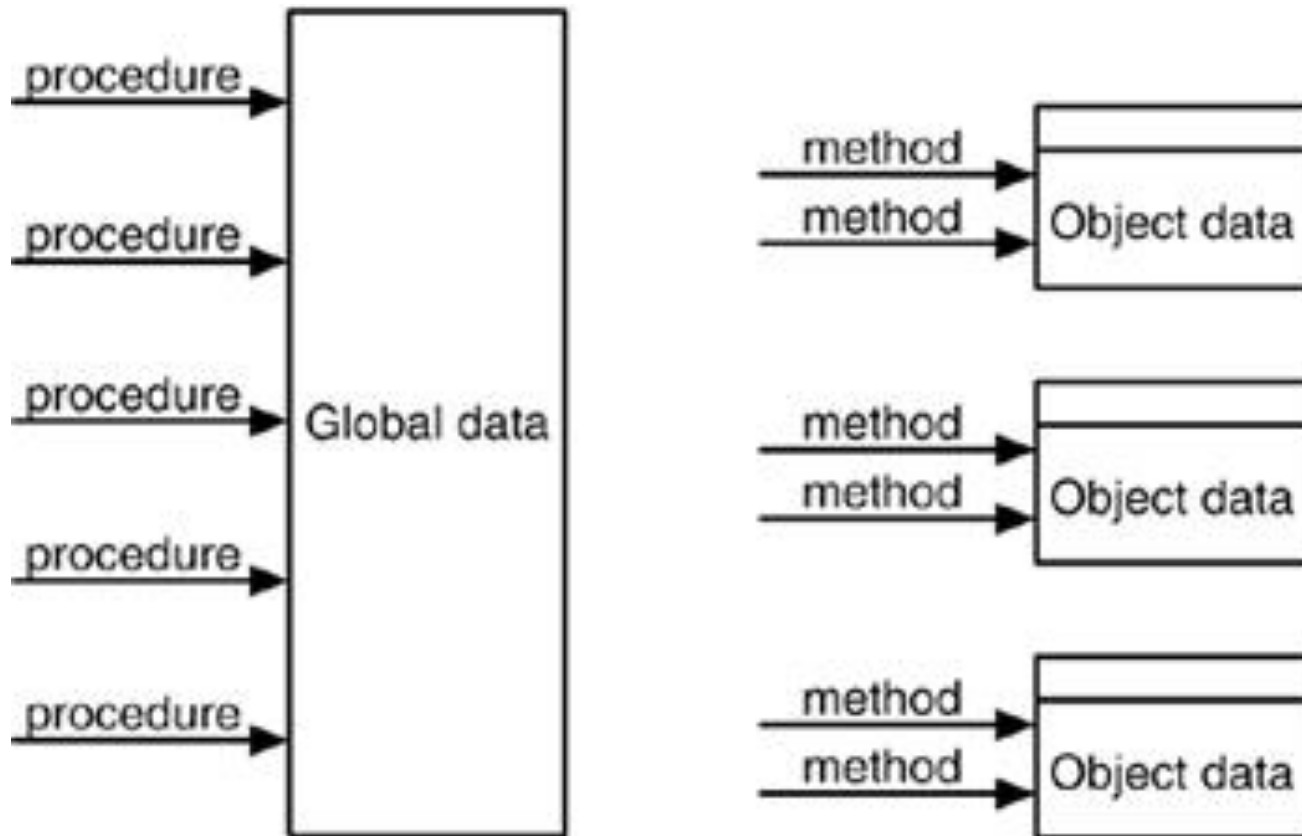 procedure
procedure
procedure
Global data
procedure
procedure
method
method
Object data
method
method
Object data
method
method
Object data